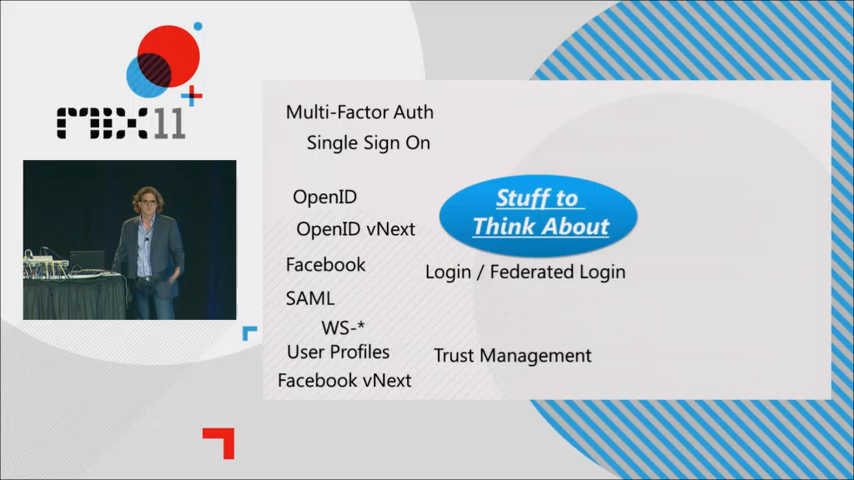 mix11
Multi-Factor Auth
Single Sign On
OpenID
OpenID vNext
Stuff to
Think About
Facebook
Login / Federated Login
SAML
WS-*
User Profiles
Trust Management
Facebook vNext